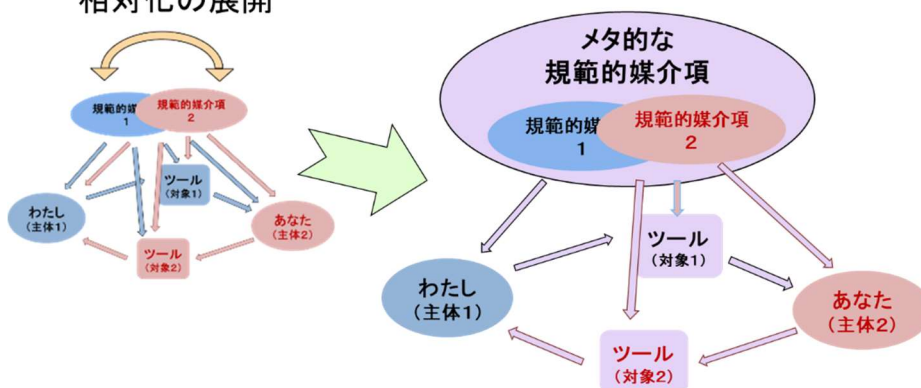 相対化の展開
規範的媒
1
規範的媒介項
2
ツール
(対象1)
わたし
(主体1)
あなた
(主体2)
ツール
(対象2)
メタ的な
規範的媒介項
規範的媒
1
規範的媒介項
2
ツール
(対象1)
わたし
(主体1)
あなた
(主体2)
ツール
(対象2)